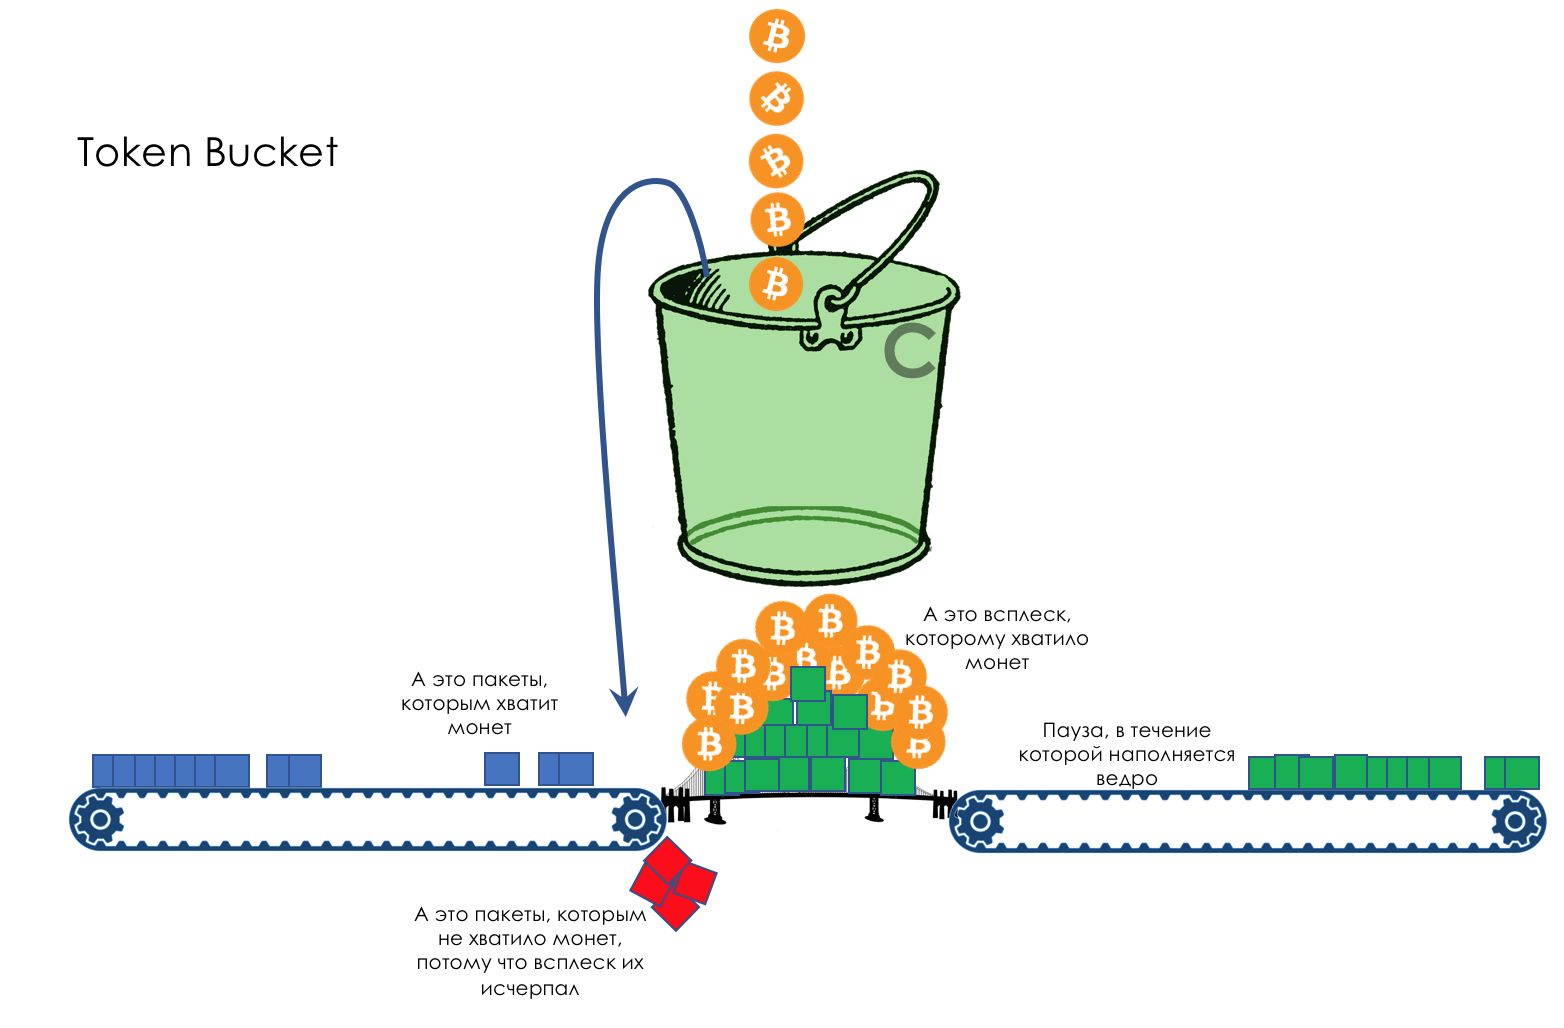 Token Bucket
C
А это всплеск,
которому хватило
монет
А это пакеты,
которым хватит
монет
Пауза, в течение
которой наполняется
ведро
А это пакеты, которым
не хватило монет,
потому что всплеск их
исчерпал